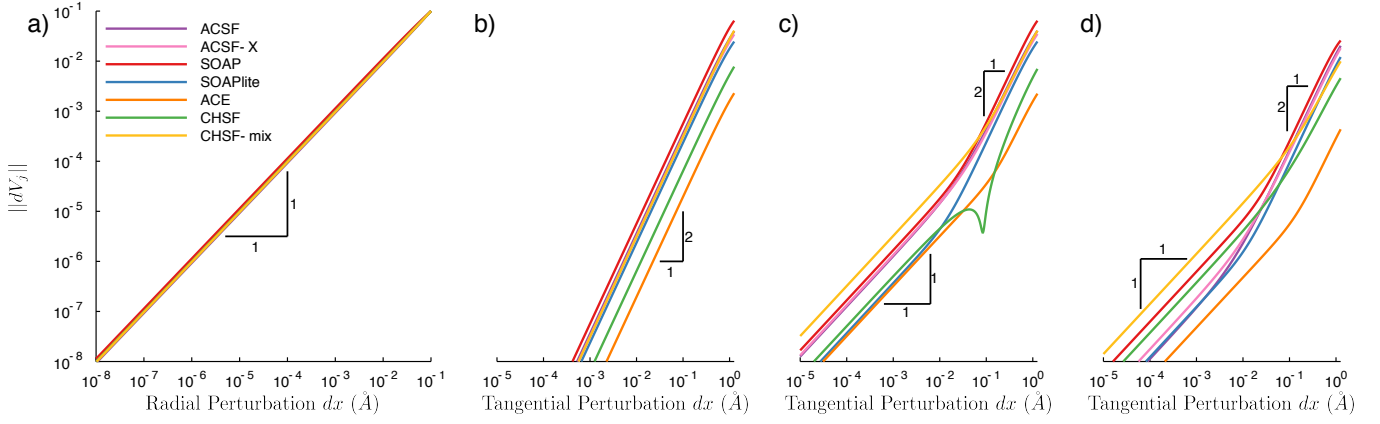 a)
ACSF
ACSF- X
SOAP
SOAPlite
ACE
CHSF
CHSF- mix
||dV_j||
10^-1
10^-2
10^-3
10^-4
10^-5
10^-6
10^-7
10^-8
1
1
10^-8 10^-7 10^-6 10^-5 10^-4 10^-3 10^-2 10^-1
Radial Perturbation dx (Å)
b)
2
1
10^-5 10^-4 10^-3 10^-2 10^-1 10^0
Tangential Perturbation dx (Å)
c)
1
2
1
1
10^-5 10^-4 10^-3 10^-2 10^-1 10^0
Tangential Perturbation dx (Å)
d)
1
2
1
1
10^-5 10^-4 10^-3 10^-2 10^-1 10^0
Tangential Perturbation dx (Å)